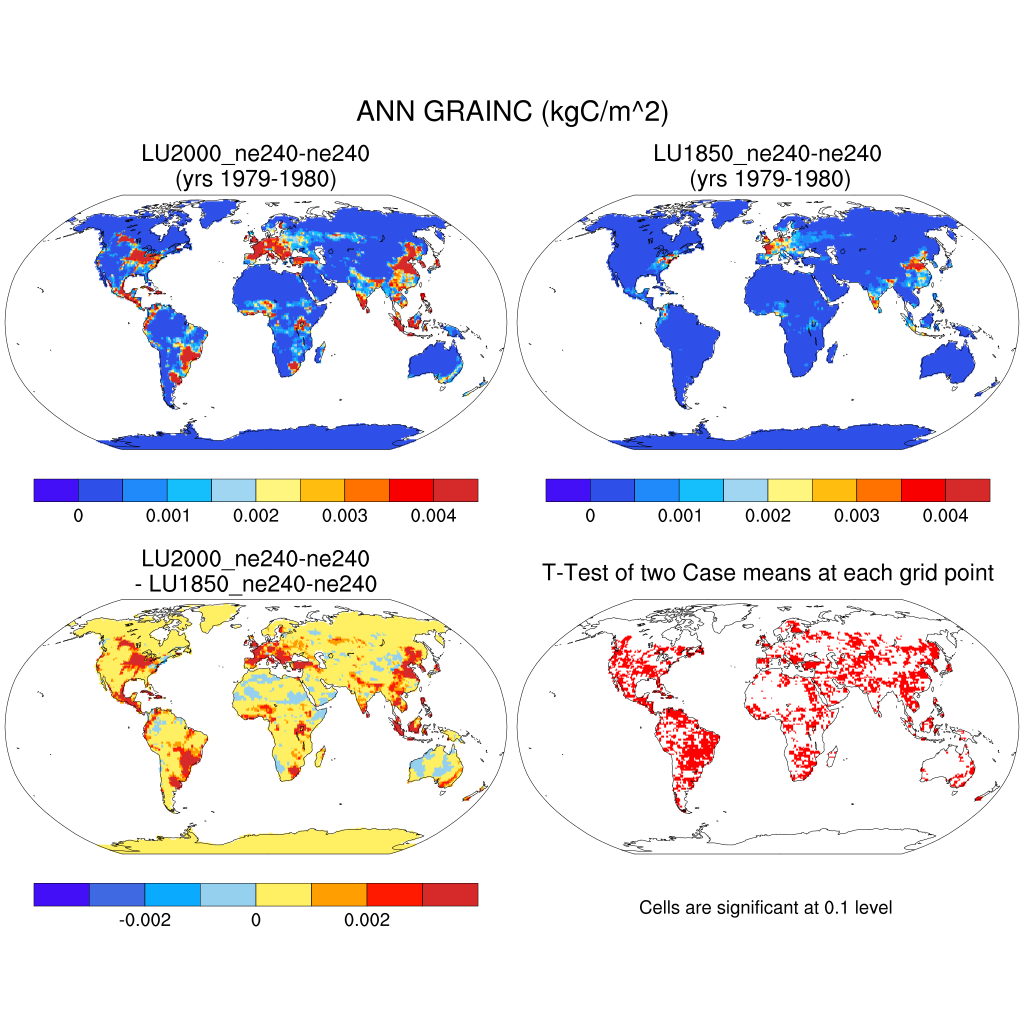 ANN GRAINC (kgC/m^2)
LU2000_ne240-ne240
(yrs 1979-1980)
LU1850_ne240-ne240
(yrs 1979-1980)
0 0.001 0.002 0.003 0.004
0 0.001 0.002 0.003 0.004
LU2000_ne240-ne240
- LU1850_ne240-ne240
T-Test of two Case means at each grid point
-0.002 0 0.002
Cells are significant at 0.1 level